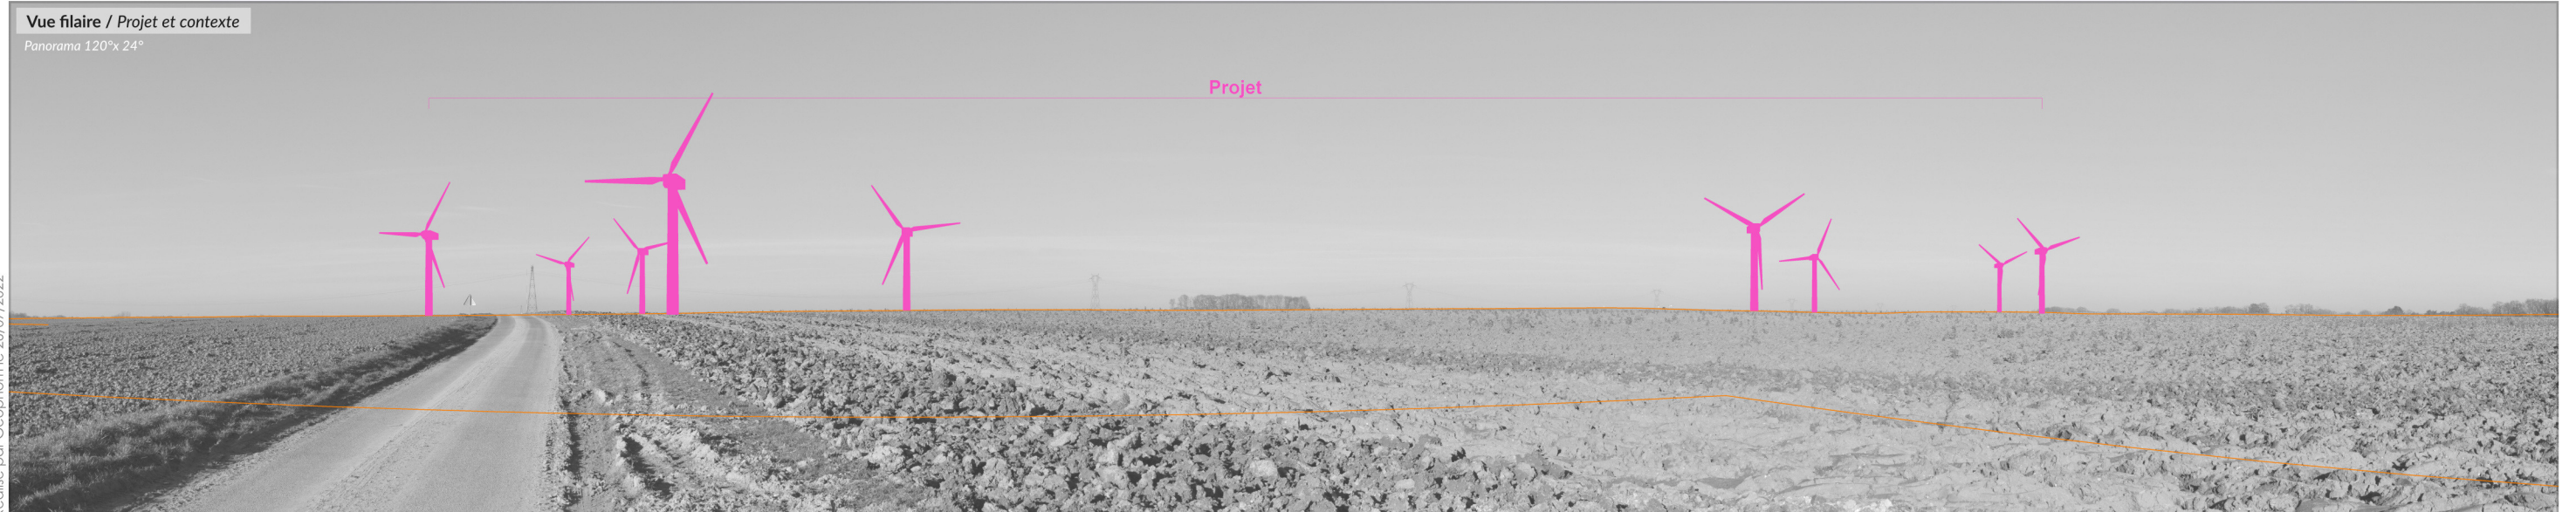 Vue filaire / Projet et contexte
Panorama 120°x 24°
Projet